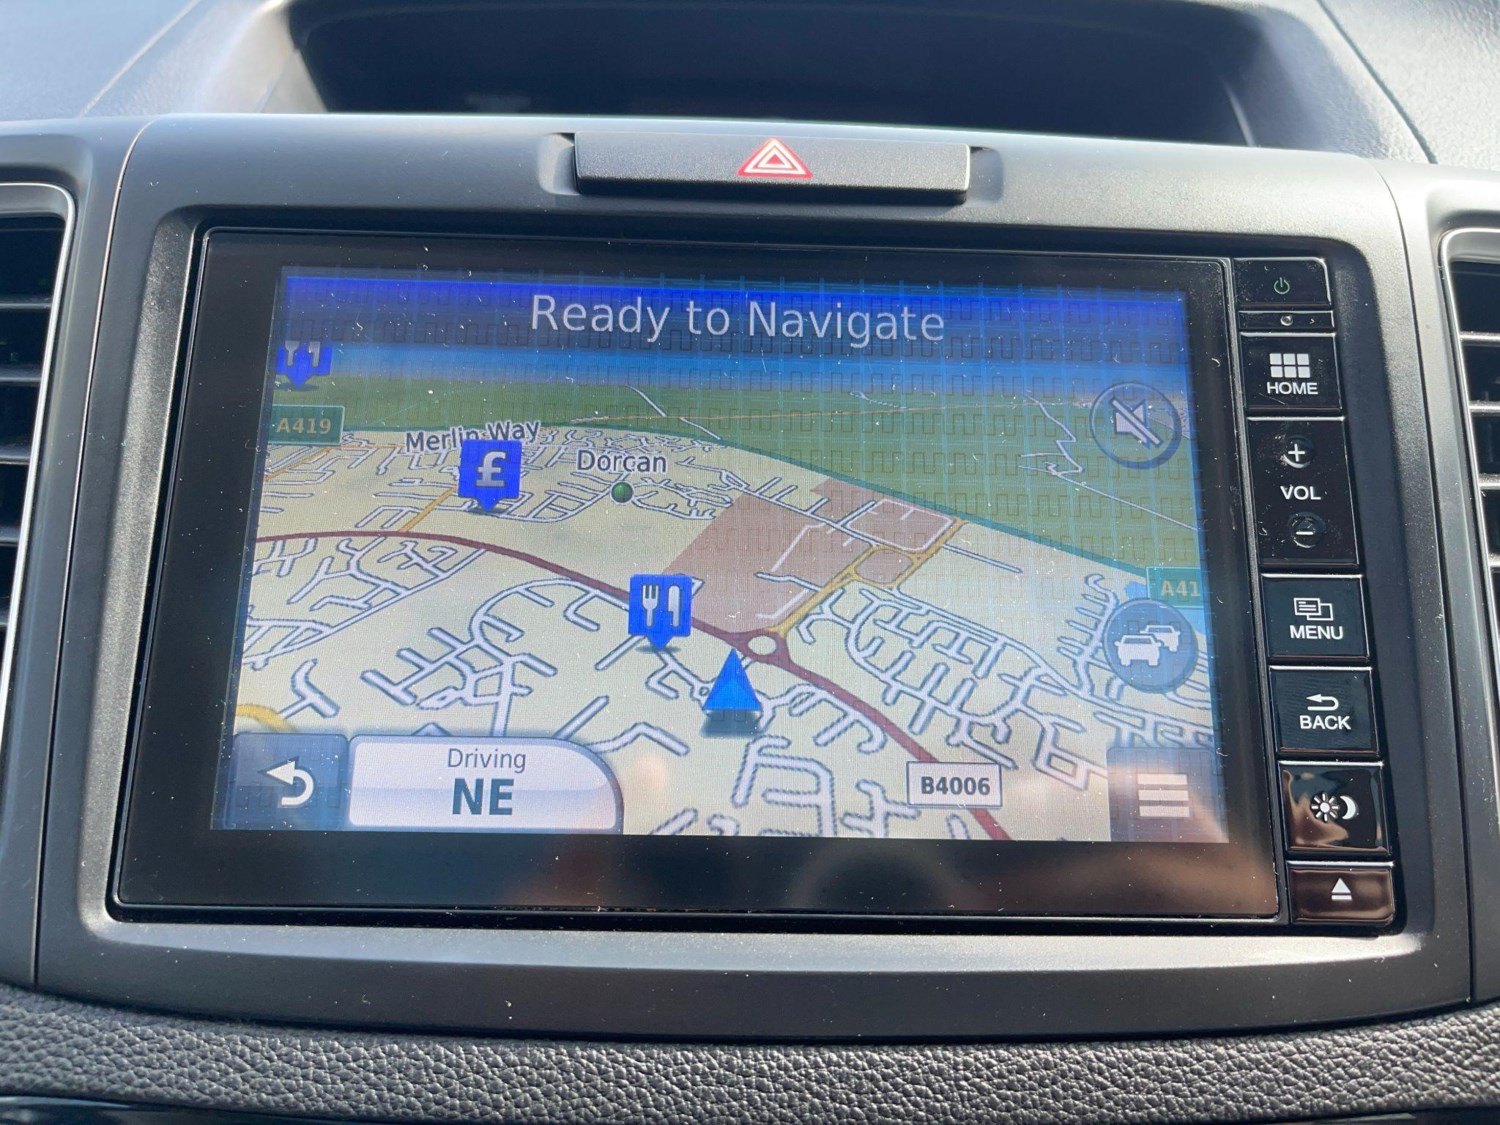 Ready to Navigate
A419
Merlin Way
£
Dorcan
A41
B4006
Driving
NE
HOME
+
VOL
-
MENU
BACK